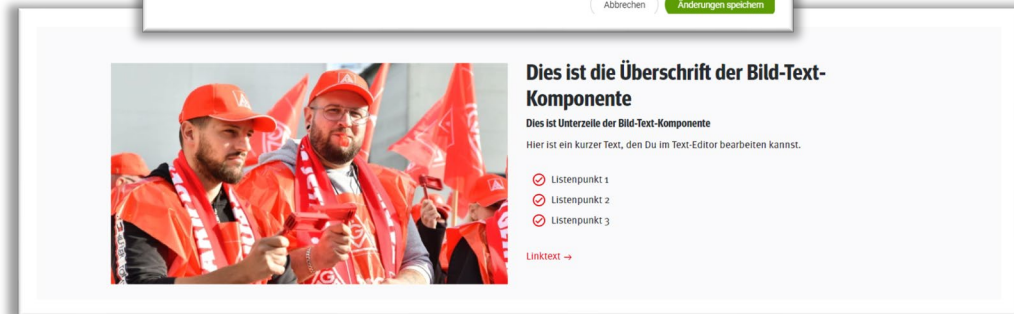 Abbrechen
Änderungen speichern
Dies ist die Überschrift der Bild-Text-
Komponente
Dies ist Unterzeile der Bild-Text-Komponente
Hier ist ein kurzer Text, den Du im Text-Editor bearbeiten kannst.
Listenpunkt 1
Listenpunkt 2
Listenpunkt 3
Linktext →